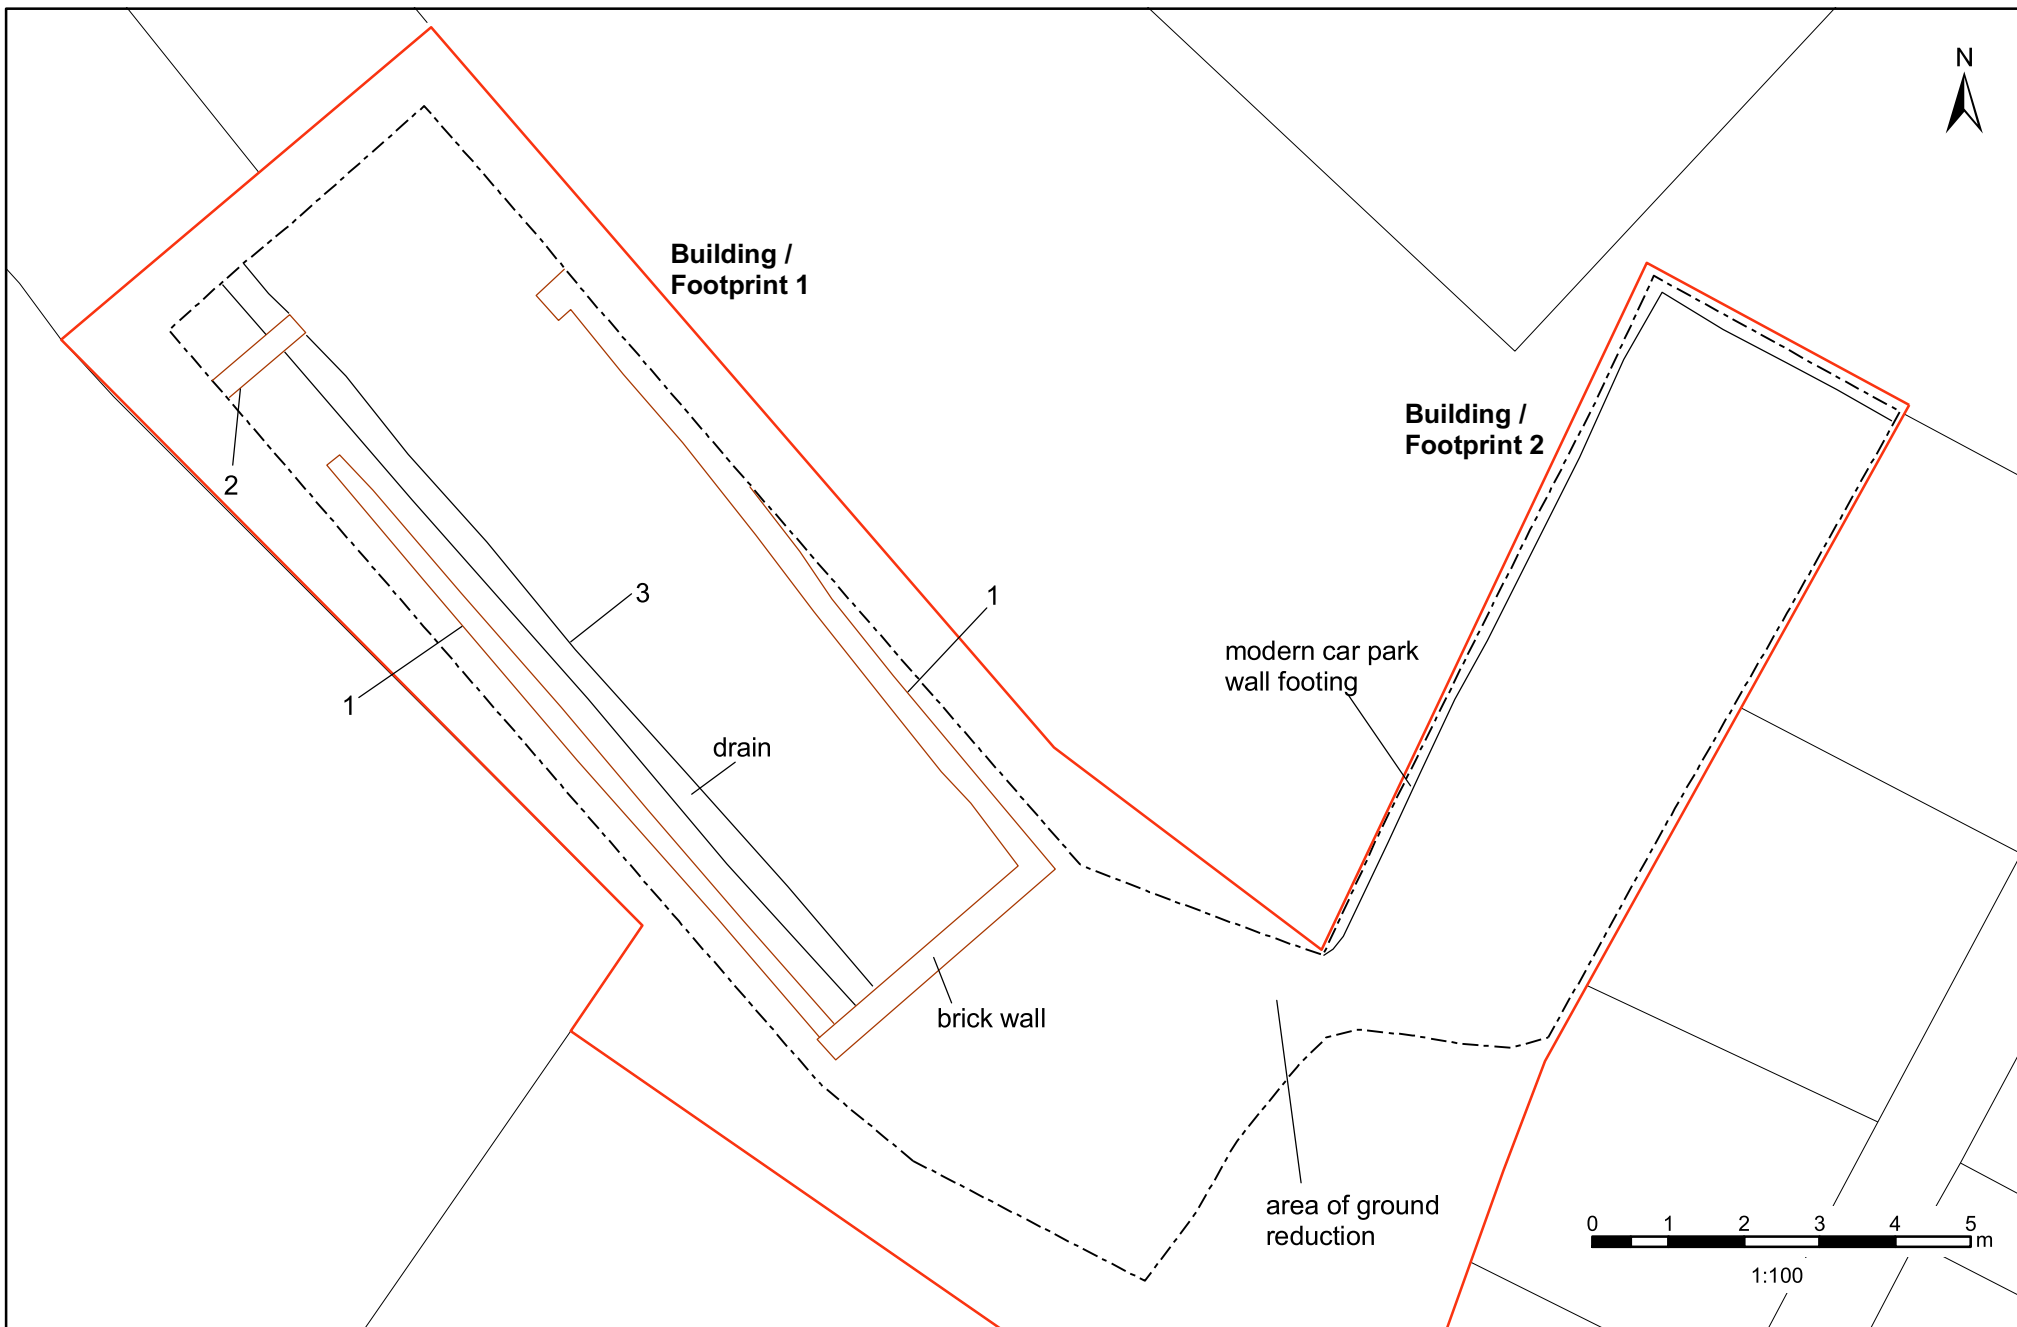 N
Building /
Footprint 1
Building /
Footprint 2
2
3
1
1
modern car park
wall footing
drain
brick wall
area of ground
reduction
0 1 2 3 4 5
m
1:100